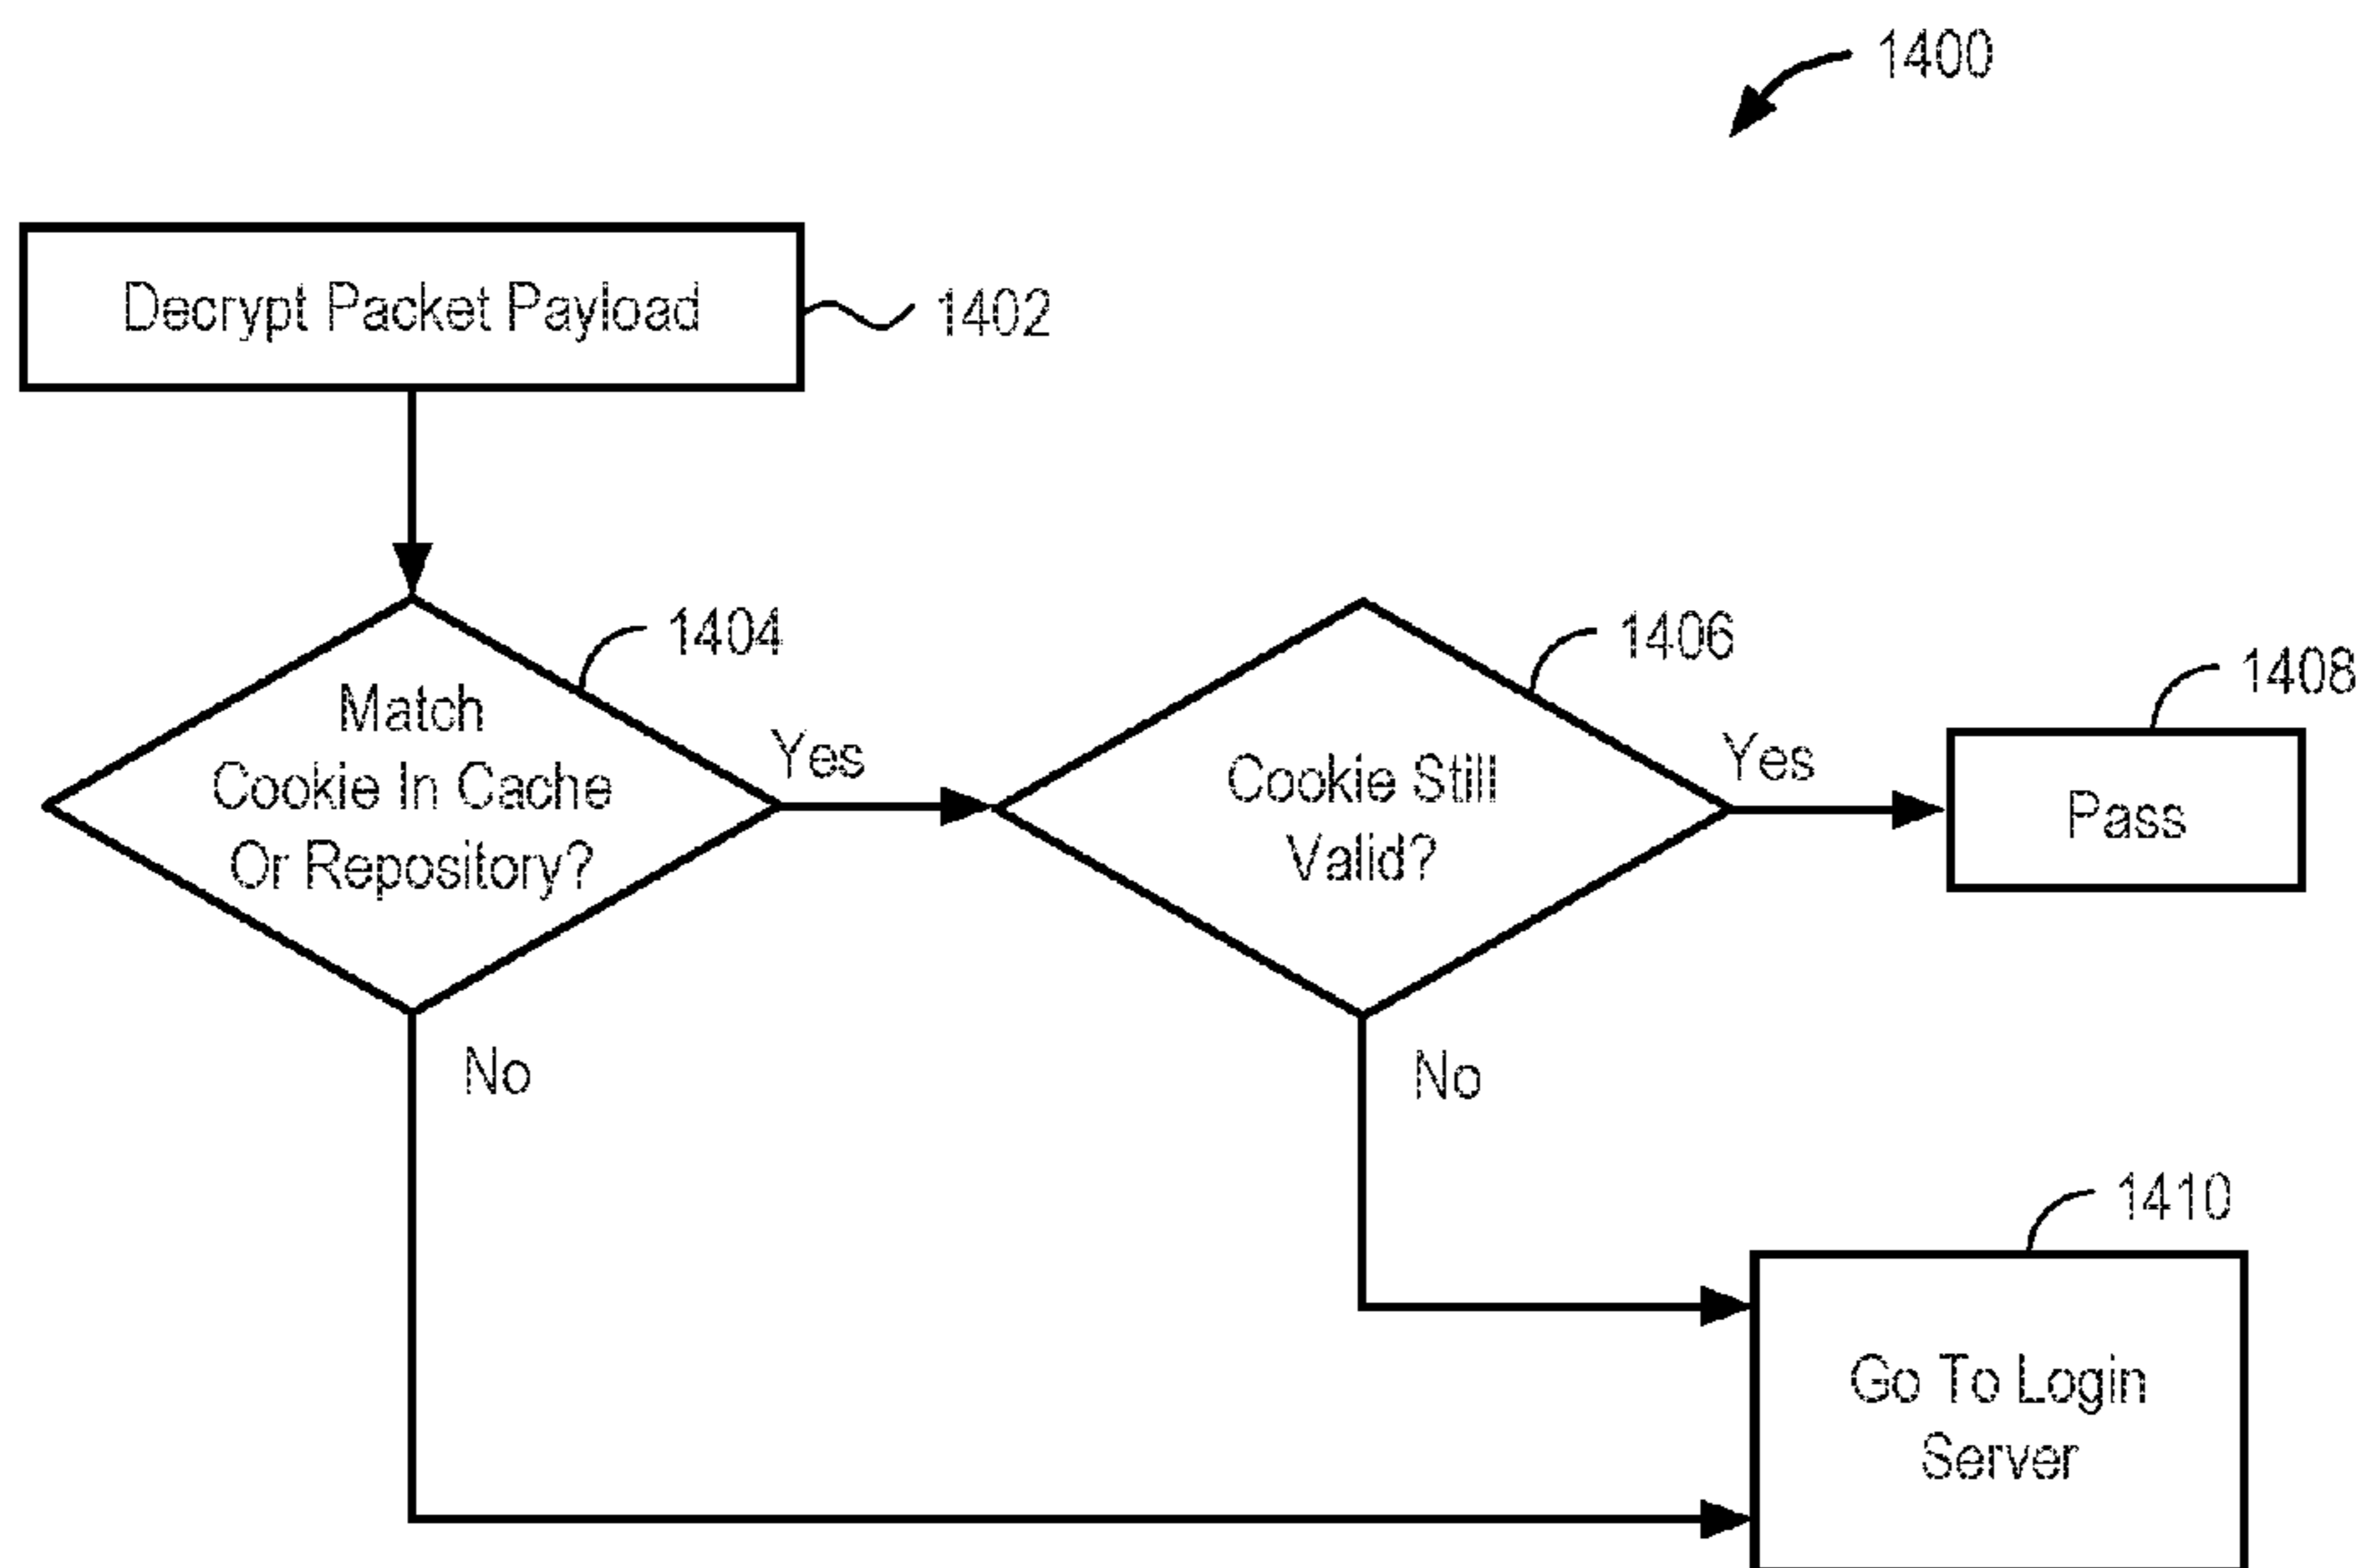 1400
Decrypt Packet Payload
1402
1404
Match
Cookie In Cache
Or Repository?
Yes
No
1406
Cookie Still
Valid?
Yes
No
1408
Pass
1410
Go To Login
Server